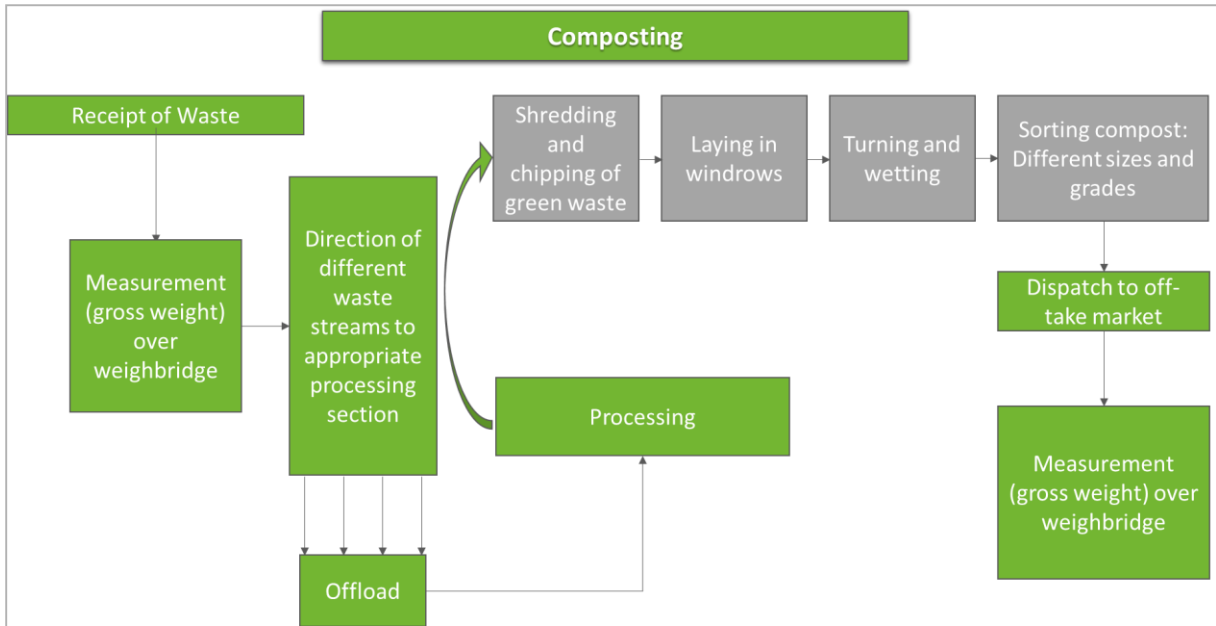 Composting
Receipt of Waste
Measurement
(gross weight)
over
weighbridge
Direction of
different
waste
streams to
appropriate
processing
section
Offload
Processing
Shredding
and
chipping of
green waste
Laying in
windrows
Turning and
wetting
Sorting compost:
Different sizes and
grades
Dispatch to off-
take market
Measurement
(gross weight) over
weighbridge